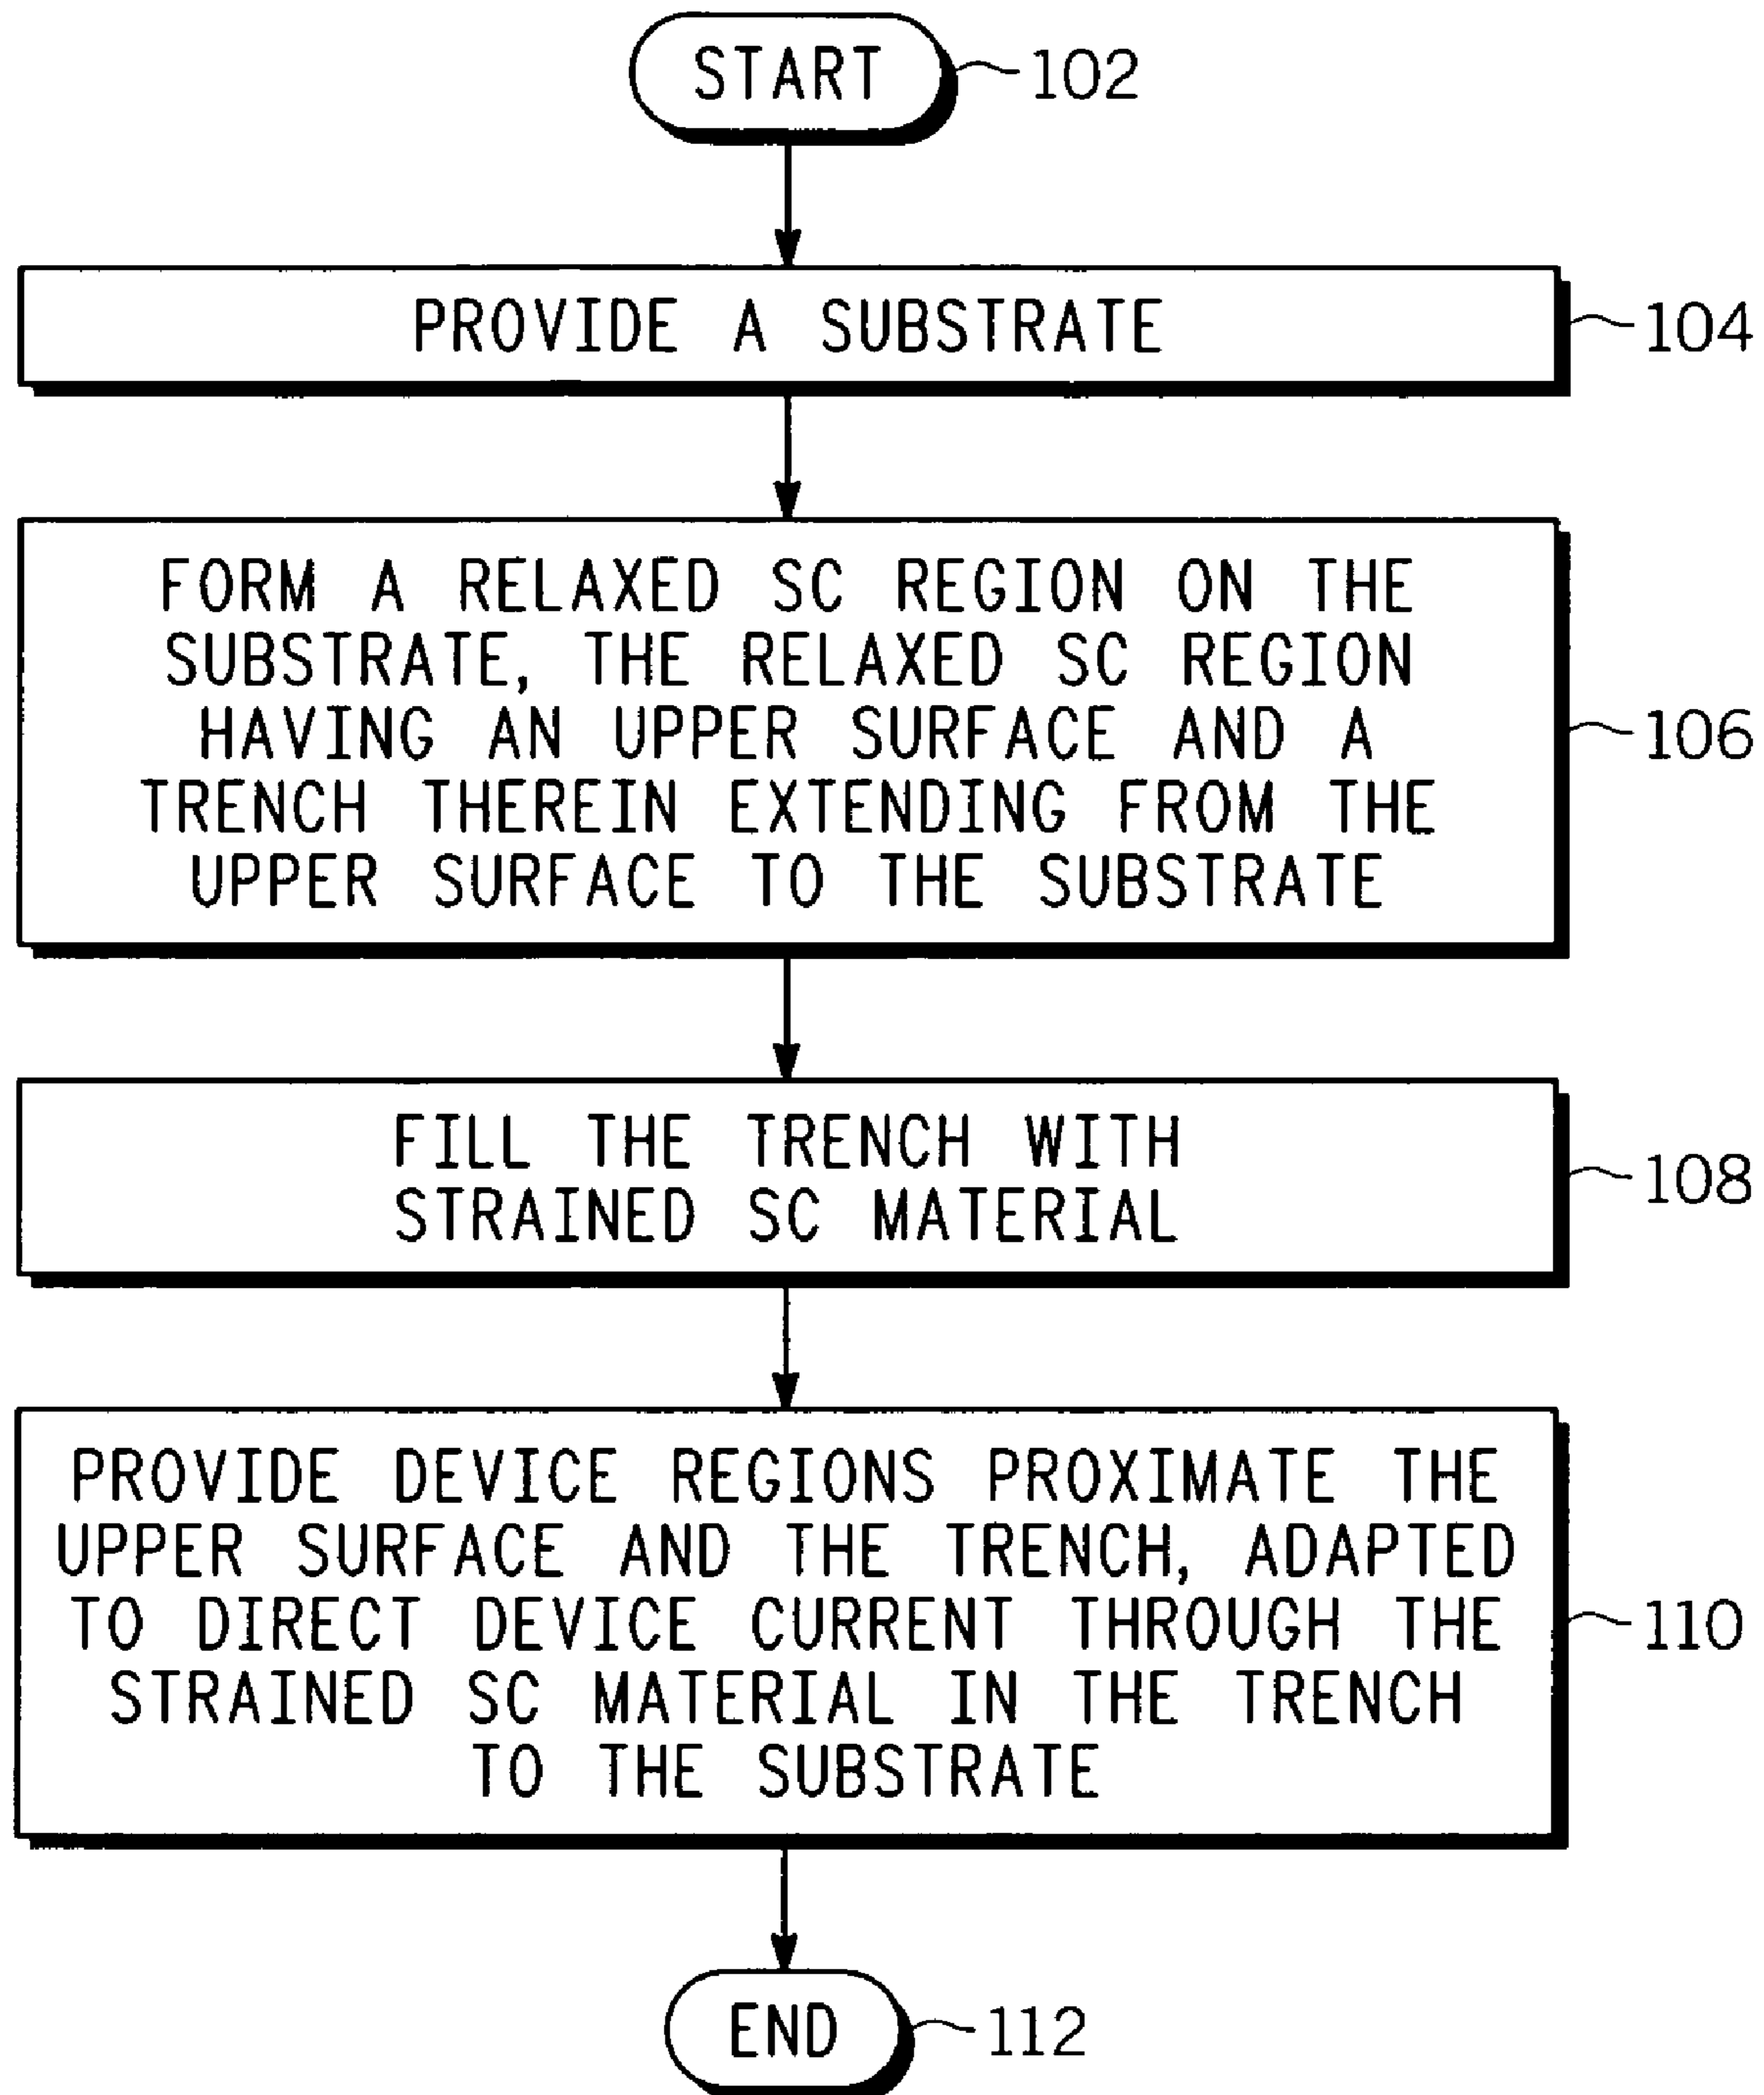 START
102
PROVIDE A SUBSTRATE
104
FORM A RELAXED SC REGION ON THE
SUBSTRATE, THE RELAXED SC REGION
HAVING AN UPPER SURFACE AND A
TRENCH THEREIN EXTENDING FROM THE
UPPER SURFACE TO THE SUBSTRATE
106
FILL THE TRENCH WITH
STRAINED SC MATERIAL
108
PROVIDE DEVICE REGIONS PROXIMATE THE
UPPER SURFACE AND THE TRENCH, ADAPTED
TO DIRECT DEVICE CURRENT THROUGH THE
STRAINED SC MATERIAL IN THE TRENCH
TO THE SUBSTRATE
110
END
112